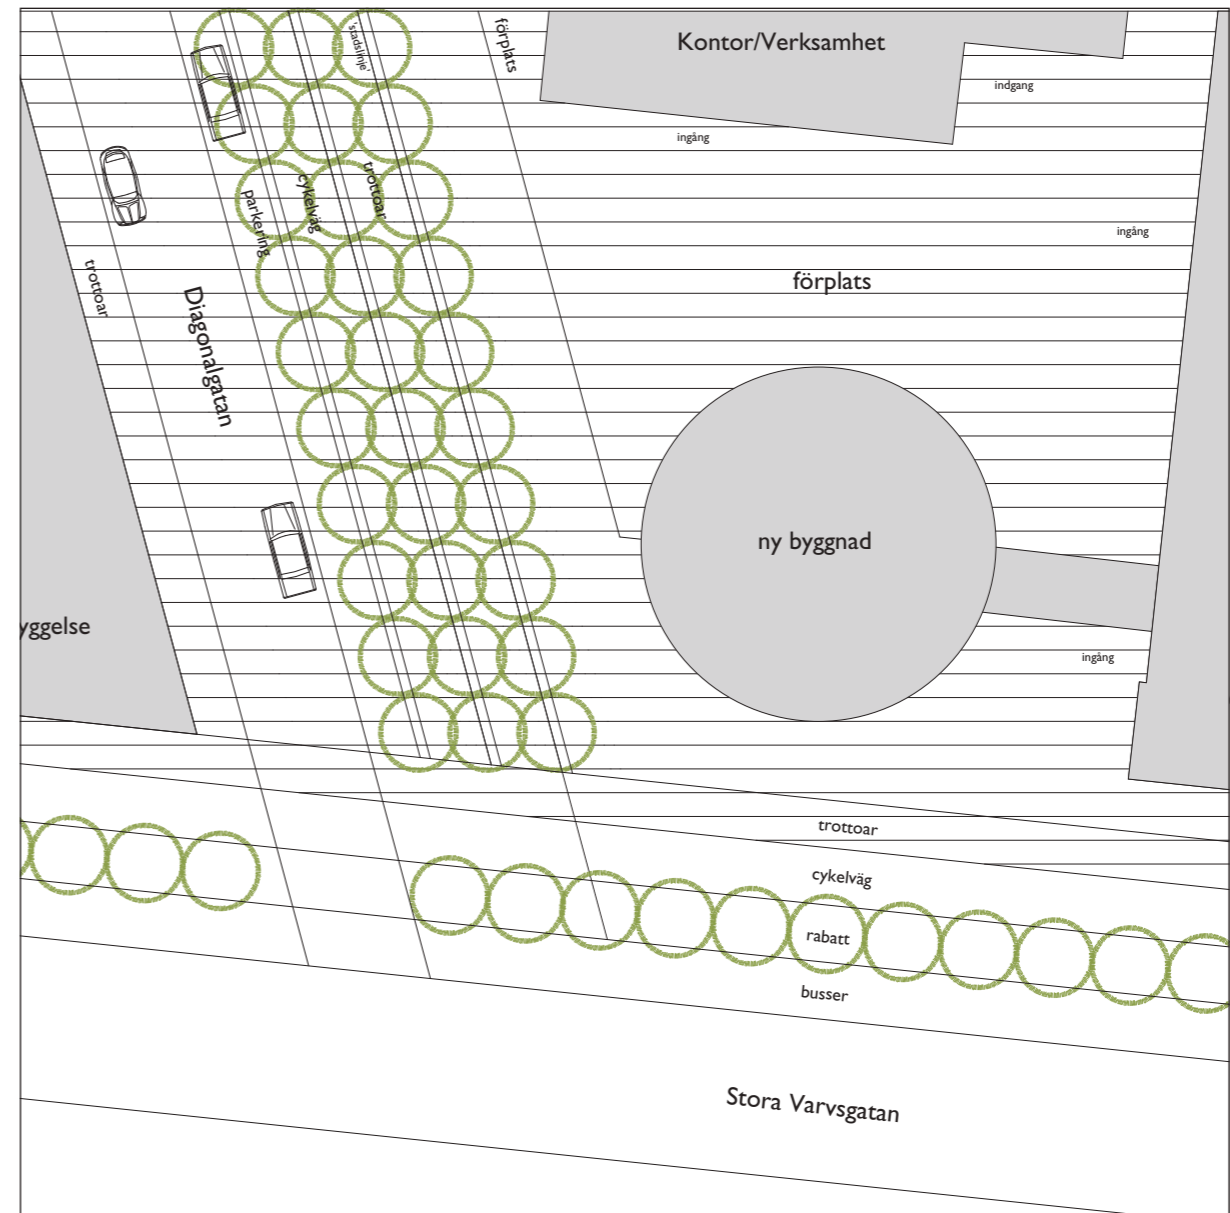 'stadslinje'
förplats
Kontor/Verksamhet
indgang
ingång
trottoar
cykelväg
parkering
ingång
trottoar
Diagonalgatan
förplats
ny byggnad
yggelse
ingång
trottoar
cykelväg
rabatt
busser
Stora Varvsgatan